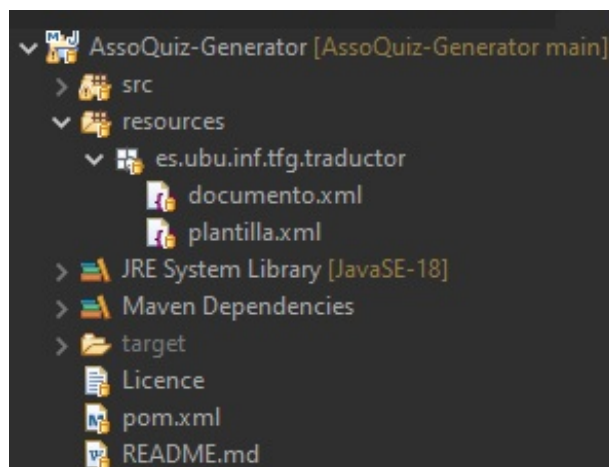 AssoQuiz-Generator [AssoQuiz-Generator main]
src
resources
es.ubu.inf.tfg.traductor
documento.xml
plantilla.xml
JRE System Library [JavaSE-18]
Maven Dependencies
target
Licence
pom.xml
README.md